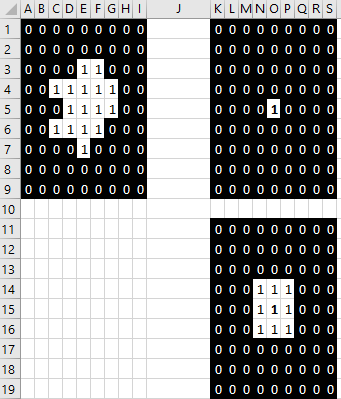 A B C D E F G H I J K L M N O P Q R S
1 0 0 0 0 0 0 0 0 0 0 0 0 0 0 0 0 0 0
2 0 0 0 0 0 0 0 0 0 0 0 0 0 0 0 0 0 0
3 0 0 0 0 1 1 0 0 0 0 0 0 0 0 0 0 0 0
4 0 0 1 1 1 1 1 0 0 0 0 0 0 0 0 0 0 0
5 0 0 0 1 1 1 1 0 0 0 0 0 0 1 0 0 0 0
6 0 0 1 1 1 1 0 0 0 0 0 0 0 0 0 0 0 0
7 0 0 0 0 1 0 0 0 0 0 0 0 0 0 0 0 0 0
8 0 0 0 0 0 0 0 0 0 0 0 0 0 0 0 0 0 0
9 0 0 0 0 0 0 0 0 0 0 0 0 0 0 0 0 0 0
10
11 0 0 0 0 0 0 0 0 0
12 0 0 0 0 0 0 0 0 0
13 0 0 0 0 0 0 0 0 0
14 0 0 0 1 1 1 0 0 0
15 0 0 0 1 1 1 0 0 0
16 0 0 0 1 1 1 0 0 0
17 0 0 0 0 0 0 0 0 0
18 0 0 0 0 0 0 0 0 0
19 0 0 0 0 0 0 0 0 0